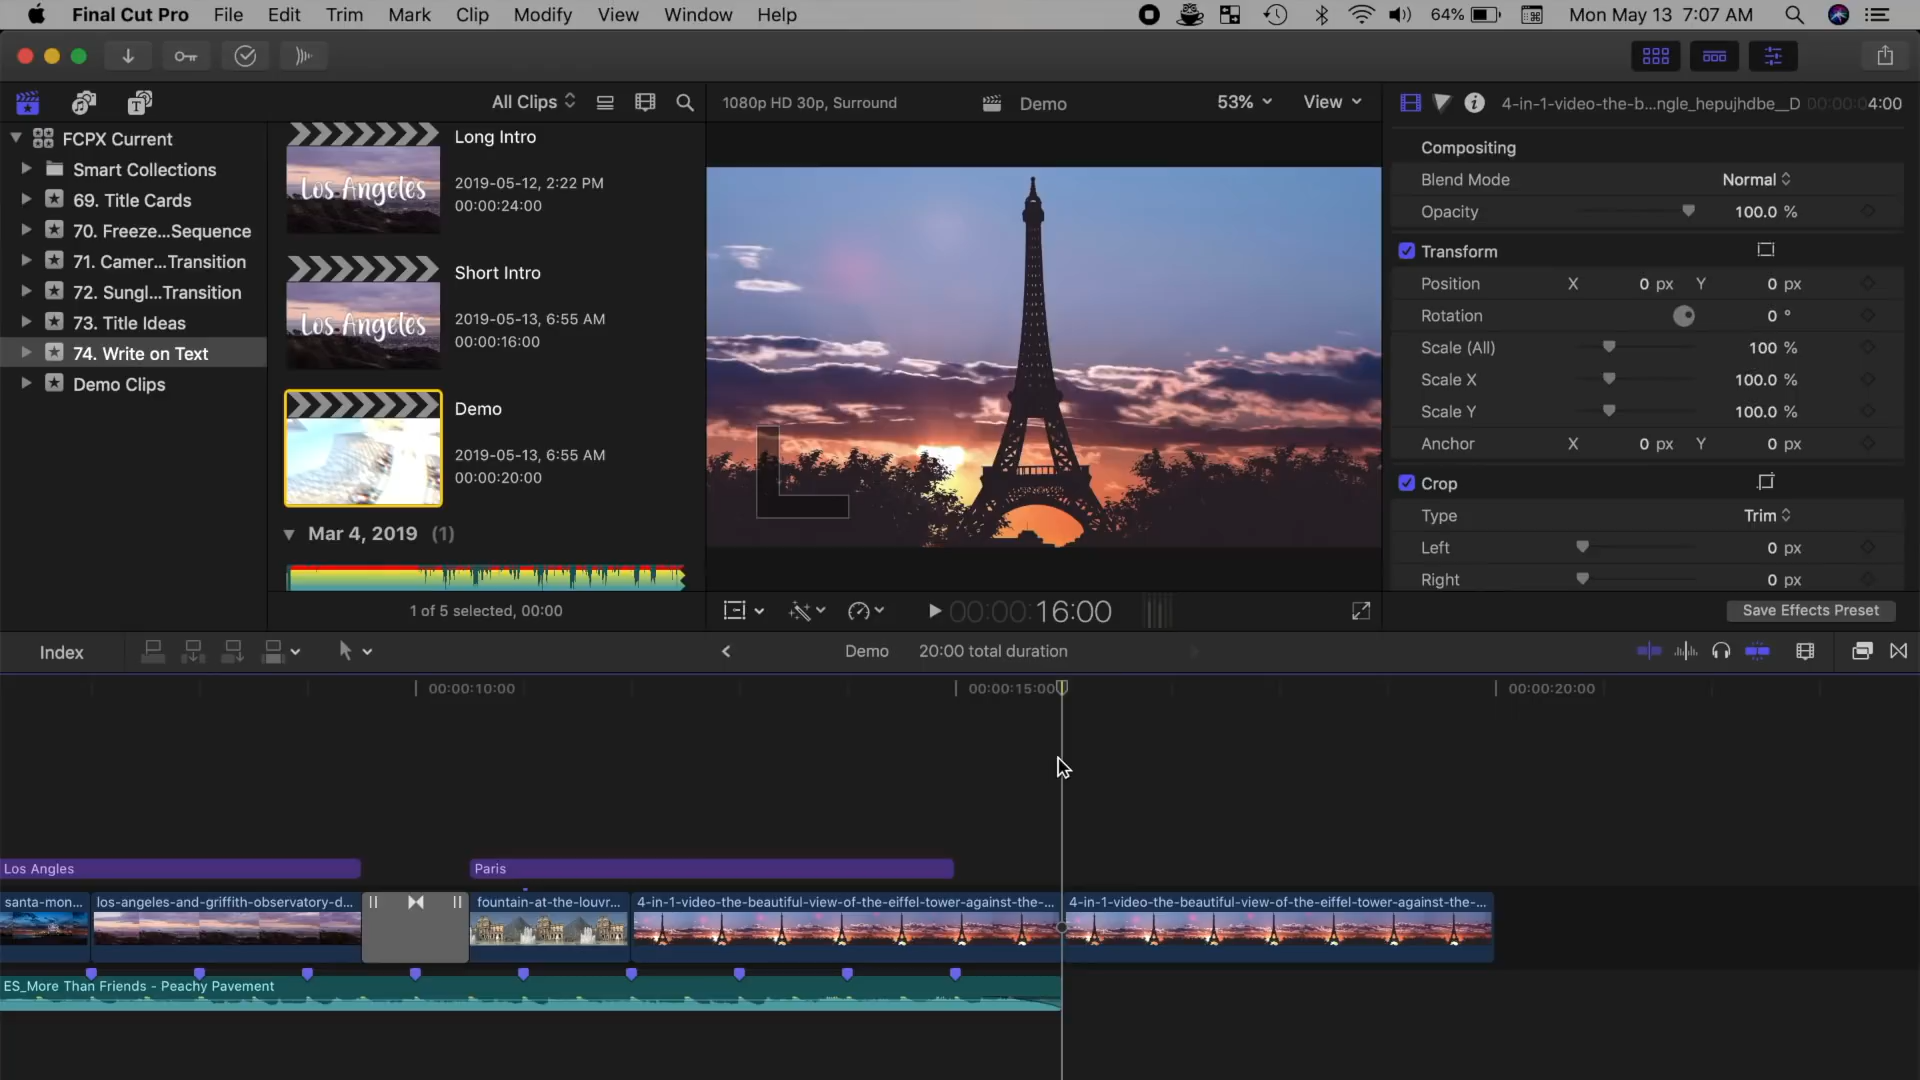 Final Cut Pro File Edit Trim Mark Clip Modify View Window Help 64% Mon May 13 7:07 AM
All Clips 1080p HD 30p, Surround Demo 53% View 4-in-1-video-the-b...ngle_hepujhdbe__D 00:00:04:00
FCPX Current
Smart Collections
69. Title Cards
70. Freeze...Sequence
71. Camer...Transition
72. Sungl...Transition
73. Title Ideas
74. Write on Text
Demo Clips
Los Angeles
Long Intro
2019-05-12, 2:22 PM
00:00:24:00
Los Angeles
Short Intro
2019-05-13, 6:55 AM
00:00:16:00
Demo
2019-05-13, 6:55 AM
00:00:20:00
Mar 4, 2019 (1)
1 of 5 selected, 00:00
00:00:16:00
Compositing
Blend Mode Normal
Opacity 100.0 %
Transform
Position X 0 px Y 0 px
Rotation 0 °
Scale (All) 100 %
Scale X 100.0 %
Scale Y 100.0 %
Anchor X 0 px Y 0 px
Crop
Type Trim
Left 0 px
Right 0 px
Save Effects Preset
Index Demo 20:00 total duration
00:00:10:00 00:00:15:00 00:00:20:00
Los Angles Paris
santa-mon... los-angeles-and-griffith-observatory-d... fountain-at-the-louvr... 4-in-1-video-the-beautiful-view-of-the-eiffel-tower-against-the-... 4-in-1-video-the-beautiful-view-of-the-eiffel-tower-against-the-...
ES_More Than Friends - Peachy Pavement